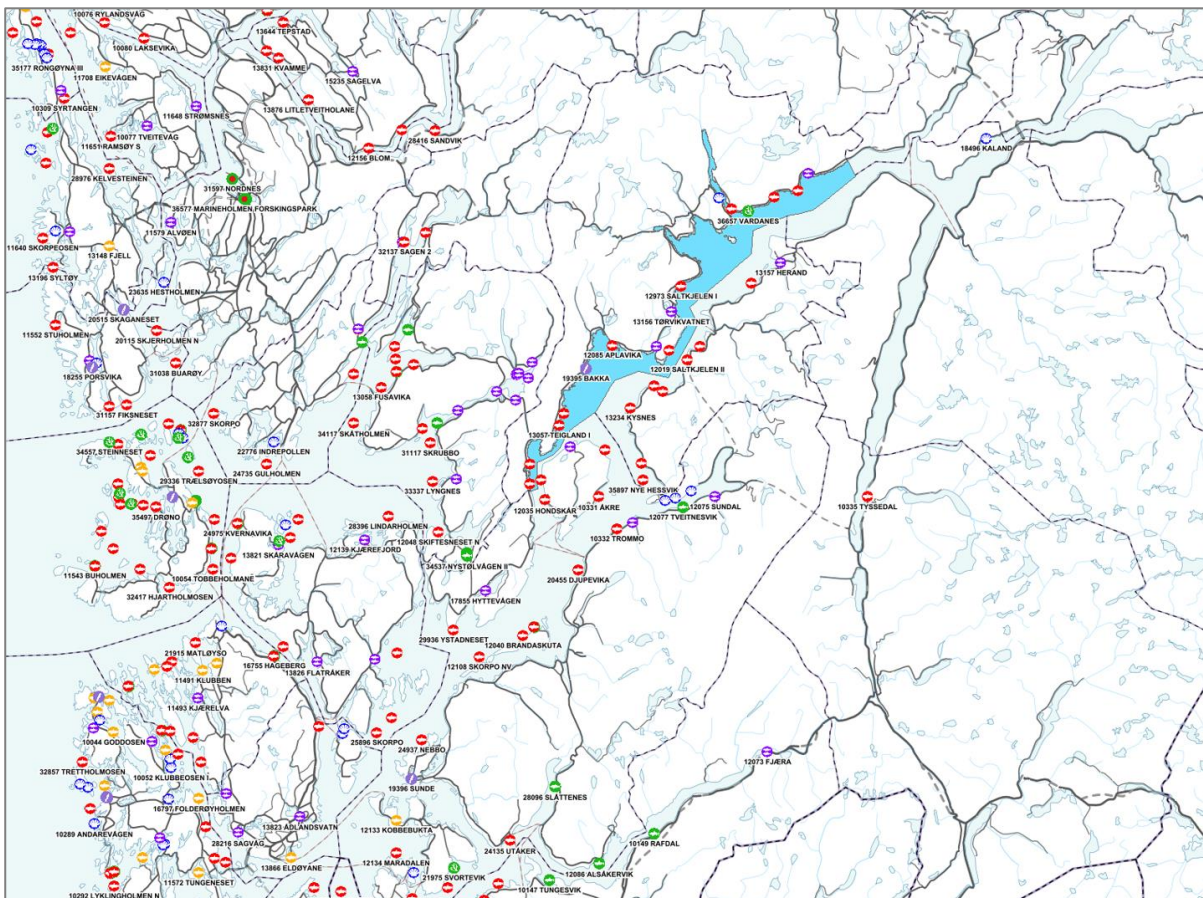 10076 RYLANDSVÅG
13644 TEPSTAD
10080 LAKSEVIKA
13831 KVAMME
35177 RONGØYNA III
11708 EIKEVÅGEN
15235 SAGELVA
10309 SYRTANGEN
13876 LITLETVEITHOLANE
11648 STRØMSNES
10077 TVEITEVÅG
11651 RAMSØY S
28416 SANDVIK
18496 KALAND
12156 BLOM
28976 KELVESTEINEN
31597 NORDNES
36577 MARINEHOLMEN FORSKINGSPARK
36657 VARDANES
11579 ALVØEN
11640 SKORPEOSEN
13148 FJELL
32137 SAGEN 2
13196 SYLTØY
13157 HERAND
23635 HESTHOLMEN
12973 SALTKJELEN I
20515 SKAGANESET
13156 TØRVIKVATNET
11552 STUHOLMEN
20115 SKJERHOLMEN N
12085 APLAVIKA
31038 BUARØY
12019 SALTKJELEN II
18255 PORSVIKA
19395 BAKKA
13058 FUSAVIKA
31157 FIKSNESET
13234 KYSNES
32877 SKORPO
34117 SKÅTHOLMEN
13057 TEIGLAND I
22776 INDREPOLLEN
31117 SKRUBBO
34557 STEINNESET
24735 GULHOLMEN
29336 TRÆLSØYOSEN
33337 LYNGNES
35897 NYE HESSVIK
12035 HONDSKÅR
10331 ÅKRE
12075 SUNDAL
10335 TYSSEDAL
35497 DRØNO
12077 TVEITNESVIK
28396 LINDARHOLMEN
24975 KVERNAVIKA
10332 TROMMO
12048 SKIFTESNESET N
12139 KJÆREFJORD
13821 SKÅRAVÅGEN
34537 NYSTØLVÅGEN II
11543 BUHOLMEN
10054 TOBBEHOLMANE
20455 DJUPEVIKA
32417 HJARTHOLMOSEN
17855 HYTTEVÅGEN
29936 YSTADNESET
12040 BRANDASKUTA
21915 MATLØYSO
16755 HAGEBERG
12108 SKORPO NV
13826 FLATRÅKER
11491 KLUBBEN
11493 KJÆRELVA
10044 GODDOSEN
25896 SKORPO
24937 NEBBO
12073 FJÆRA
32857 TRETTHOLMOSEN
10052 KLUBBEOSEN I
19396 SUNDE
28096 SLÅTTENES
16797 FOLDERØYHOLMEN
13823 ÅDLANDSVATN
12133 KOBBEBUKTA
10289 ANDAREVÅGEN
28216 SAGVÅG
10149 RAFDAL
24135 UTÅKER
12134 MARADALEN
13866 ELDØYANE
12086 ALSÅKERVIK
21975 SVORTEVIK
11572 TUNGENESET
10147 TUNGESVIK
10292 LYKLINGHOLMEN N